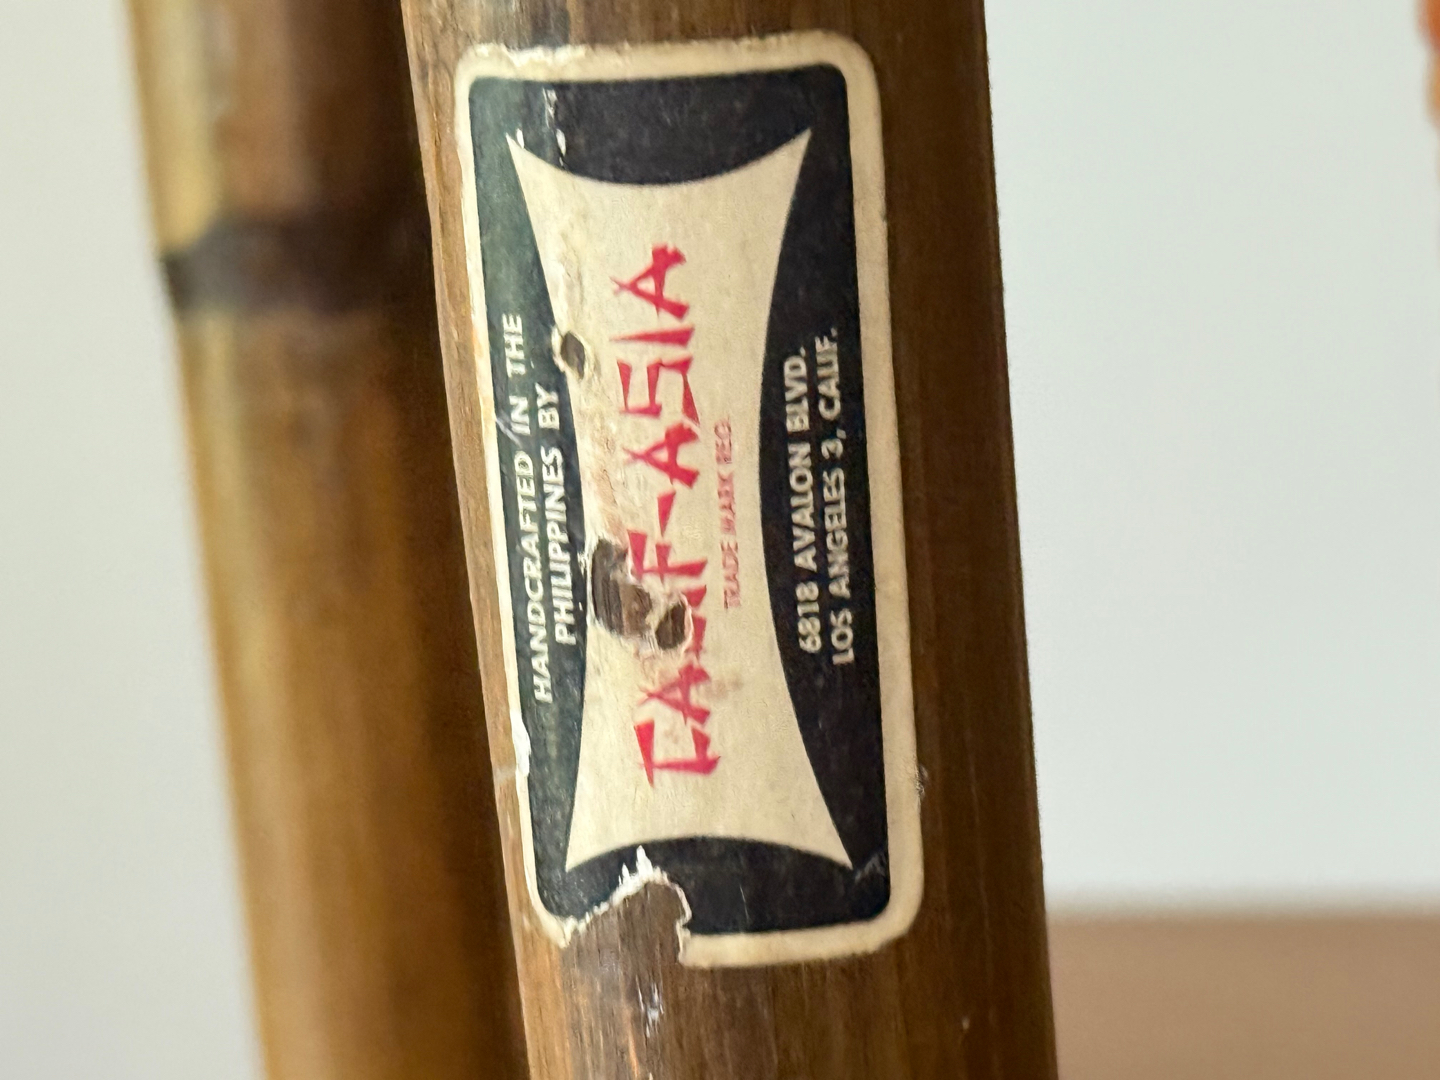 HANDCRAFTED IN THE
PHILIPPINES BY
CALIF-ASIA
TRADE MARK REG.
6818 AVALON BLVD.
LOS ANGELES 3, CALIF.